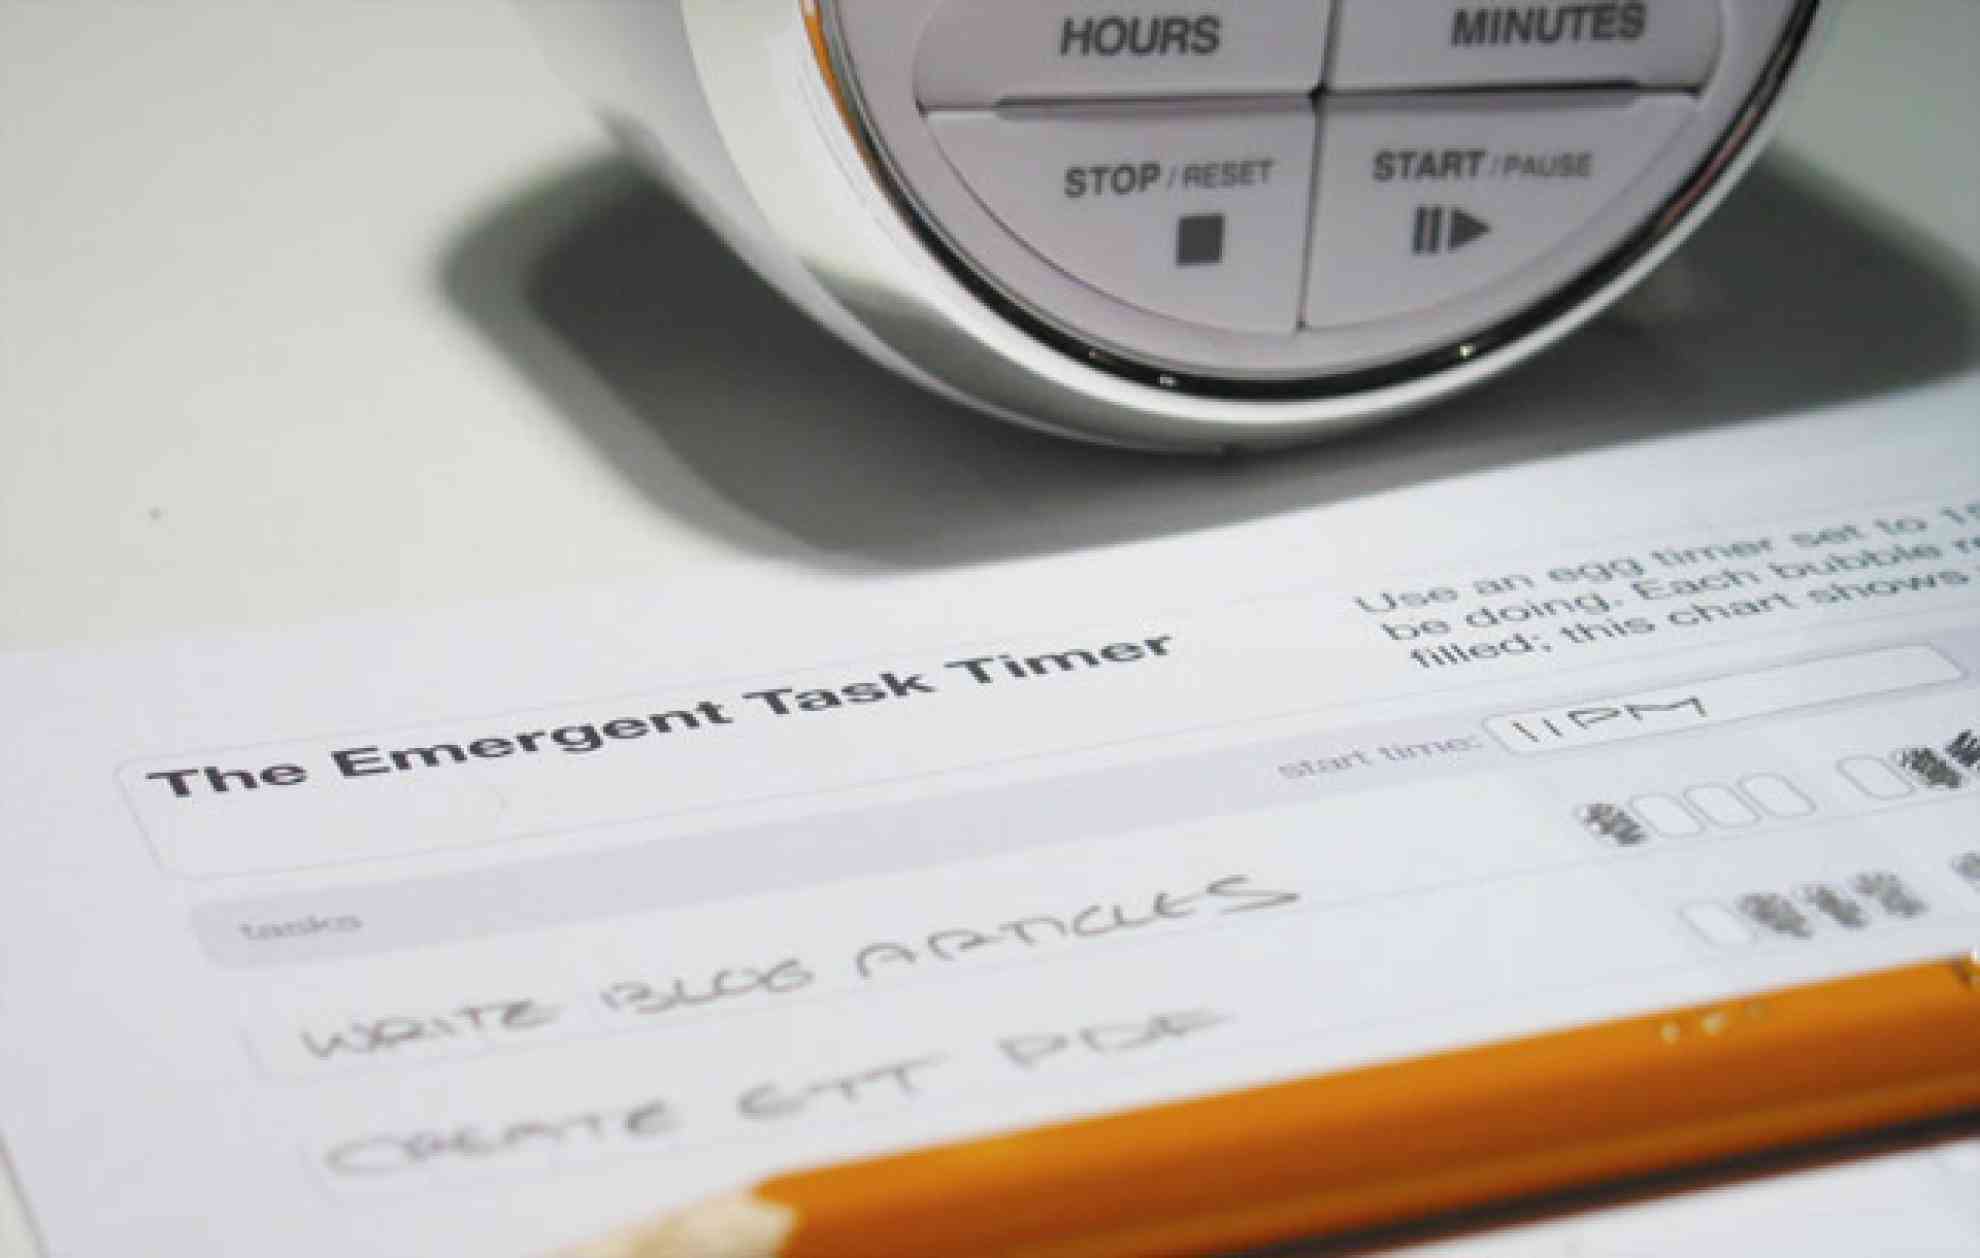 HOURS MINUTES
STOP / RESET START / PAUSE
Use an egg timer set to
be doing. Each bubble
filled; this chart shows
The Emergent Task Timer
start time: 11PM
tasks
WRITE BLOG ARTICLES
CREATE ETT PDF